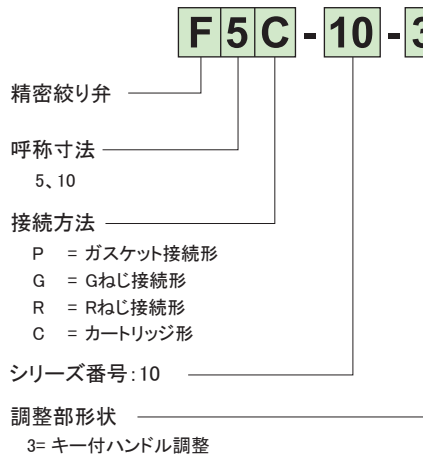 F5C-10-3
精密絞り弁
呼称寸法
5、10
接続方法
P = ガスケット接続形
G = Gねじ接続形
R = Rねじ接続形
C = カートリッジ形
シリーズ番号:10
調整部形状
3= キー付ハンドル調整